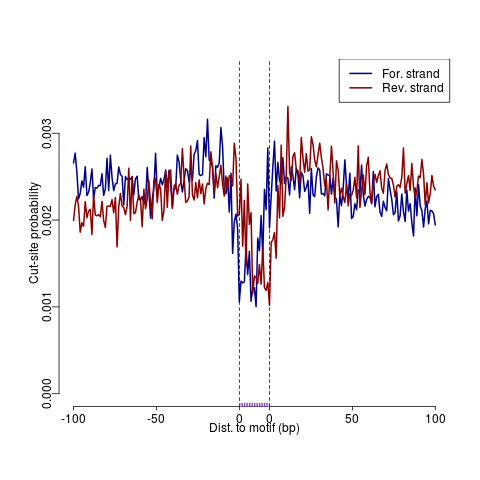 For. strand
Rev. strand
Cut-site probability
0.003
0.002
0.001
0.000
-100 -50 0 0 50 100
Dist. to motif (bp)